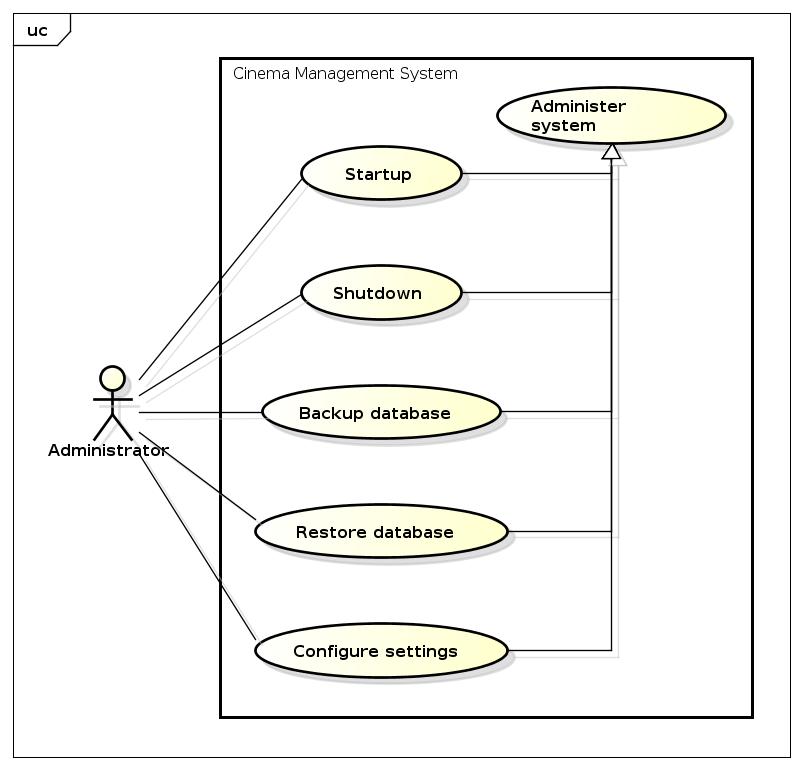 uc
Cinema Management System
Administer
system
Startup
Shutdown
Backup database
Administrator
Restore database
Configure settings